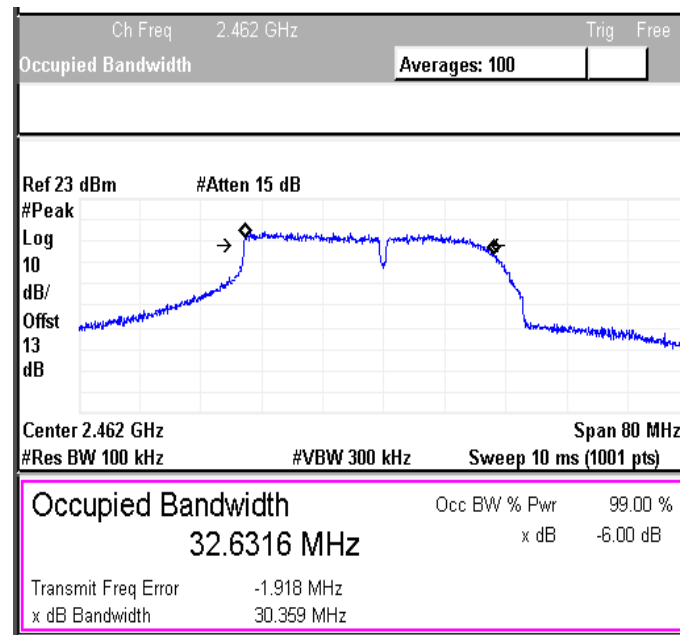 Ch Freq 2.462 GHz Trig Free
Occupied Bandwidth Averages: 100
Ref 23 dBm #Atten 15 dB
#Peak
Log
10
dB/
Offst
13
dB
Center 2.462 GHz Span 80 MHz
#Res BW 100 kHz #VBW 300 kHz Sweep 10 ms (1001 pts)
Occupied Bandwidth Occ BW % Pwr 99.00 %
32.6316 MHz x dB -6.00 dB
Transmit Freq Error -1.918 MHz
x dB Bandwidth 30.359 MHz